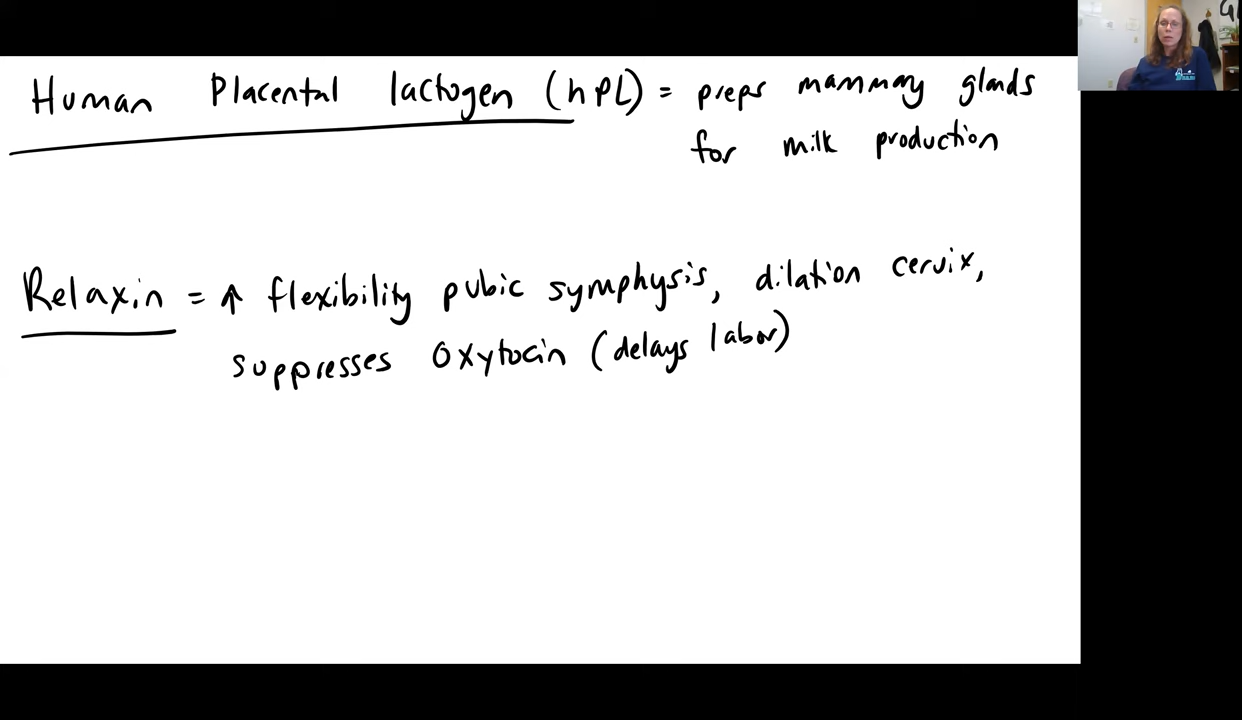 Human Placental lactogen (hPL) = preps mammary glands
for milk production
Relaxin = ↑ flexibility pubic symphysis, dilation cervix,
suppresses oxytocin (delays labor)